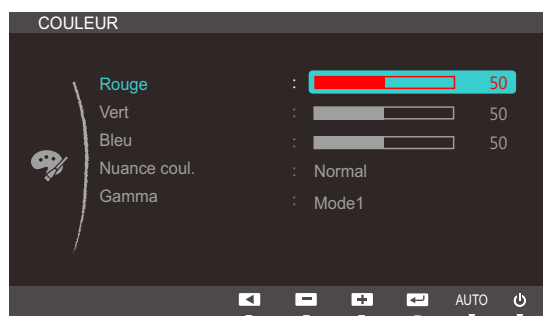 COULEUR
Rouge : 50
Vert : 50
Bleu : 50
Nuance coul. : Normal
Gamma : Mode1
AUTO